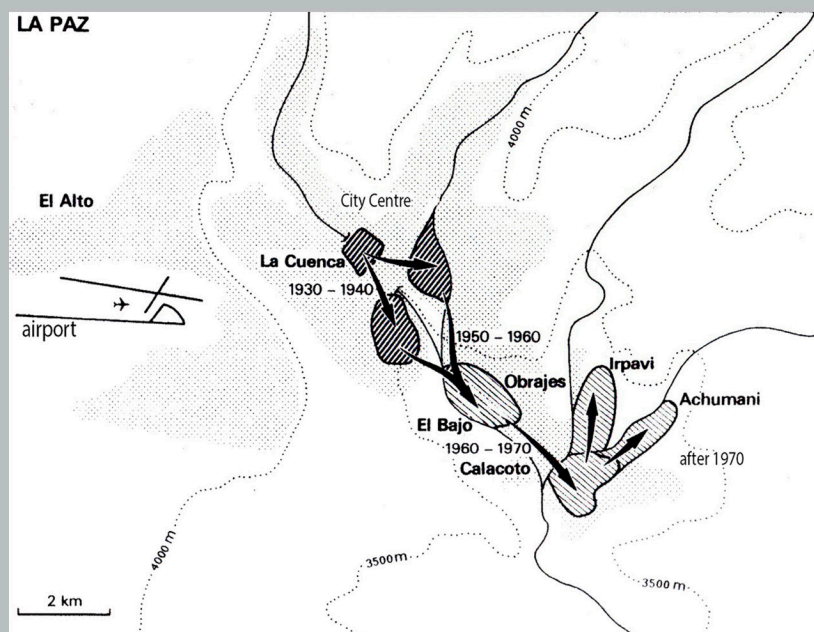 LA PAZ
4000 m
El Alto
City Centre
La Cuenca
1930 – 1940
airport
1950 – 1960
Irpavi
Obrajes
Achumani
El Bajo
1960 – 1970
Calacoto
after 1970
4000 m
3500 m
3500 m
2 km